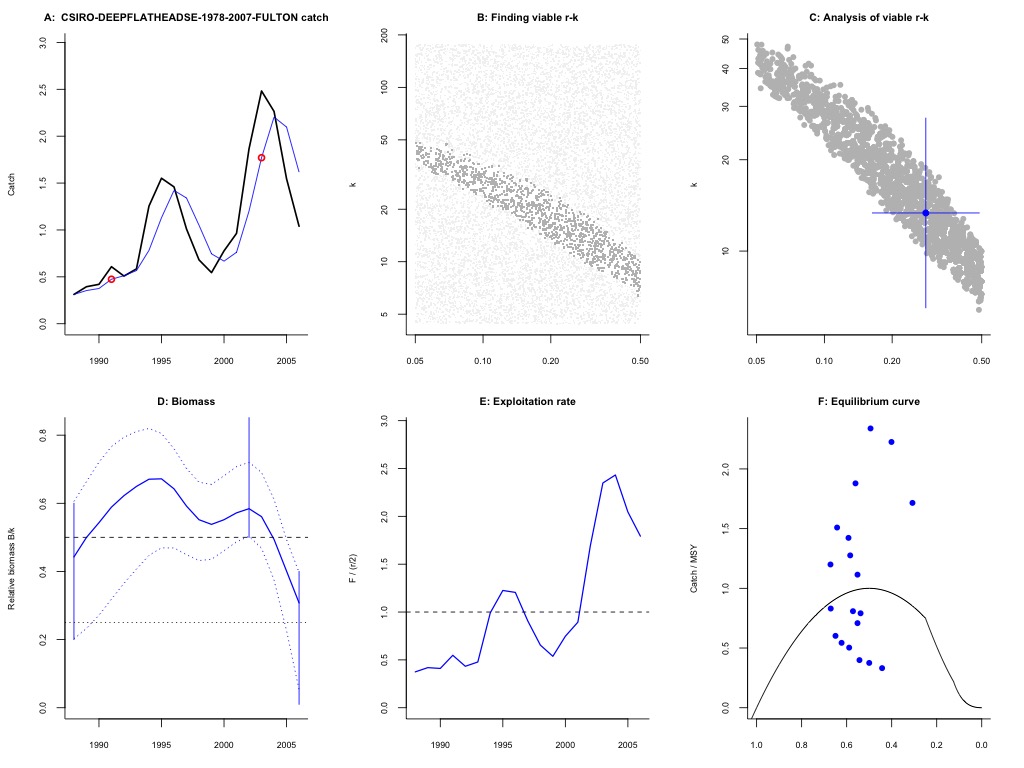 A:  CSIRO-DEEPFLATHEADSE-1978-2007-FULTON catch
Catch
3.0
2.5
2.0
1.5
1.0
0.5
0.0
1990 1995 2000 2005
B: Finding viable r-k
k
200
100
50
20
10
5
0.05 0.10 0.20 0.50
C: Analysis of viable r-k
k
50
40
30
20
10
0.05 0.10 0.20 0.50
D: Biomass
Relative biomass B/k
0.8
0.6
0.4
0.2
0.0
1990 1995 2000 2005
E: Exploitation rate
F / (r/2)
3.0
2.5
2.0
1.5
1.0
0.5
0.0
1990 1995 2000 2005
F: Equilibrium curve
Catch / MSY
2.0
1.5
1.0
0.5
0.0
1.0 0.8 0.6 0.4 0.2 0.0